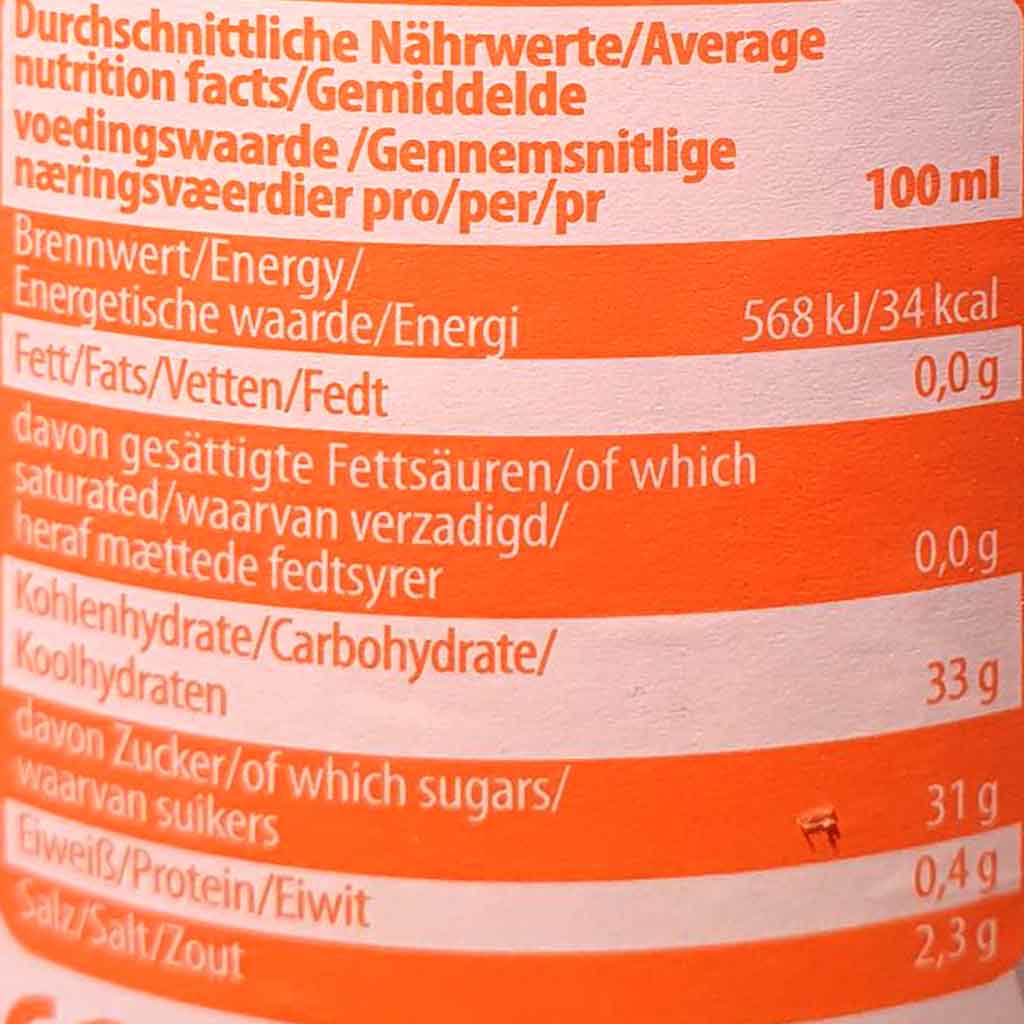 Durchschnittliche Nährwerte/Average
nutrition facts/Gemiddelde
voedingswaarde /Gennemsnitlige
næringsvæerdier pro/per/pr 100 ml
Brennwert/Energy/
Energetische waarde/Energi 568 kJ/34 kcal
Fett/Fats/Vetten/Fedt 0,0 g
davon gesättigte Fettsäuren/of which
saturated/waarvan verzadigd/
heraf mættede fedtsyrer 0,0 g
Kohlenhydrate/Carbohydrate/
Koolhydraten 33 g
davon Zucker/of which sugars/
waarvan suikers 31 g
Eiweiß/Protein/Eiwit 0,4 g
Salz/Salt/Zout 2,3 g